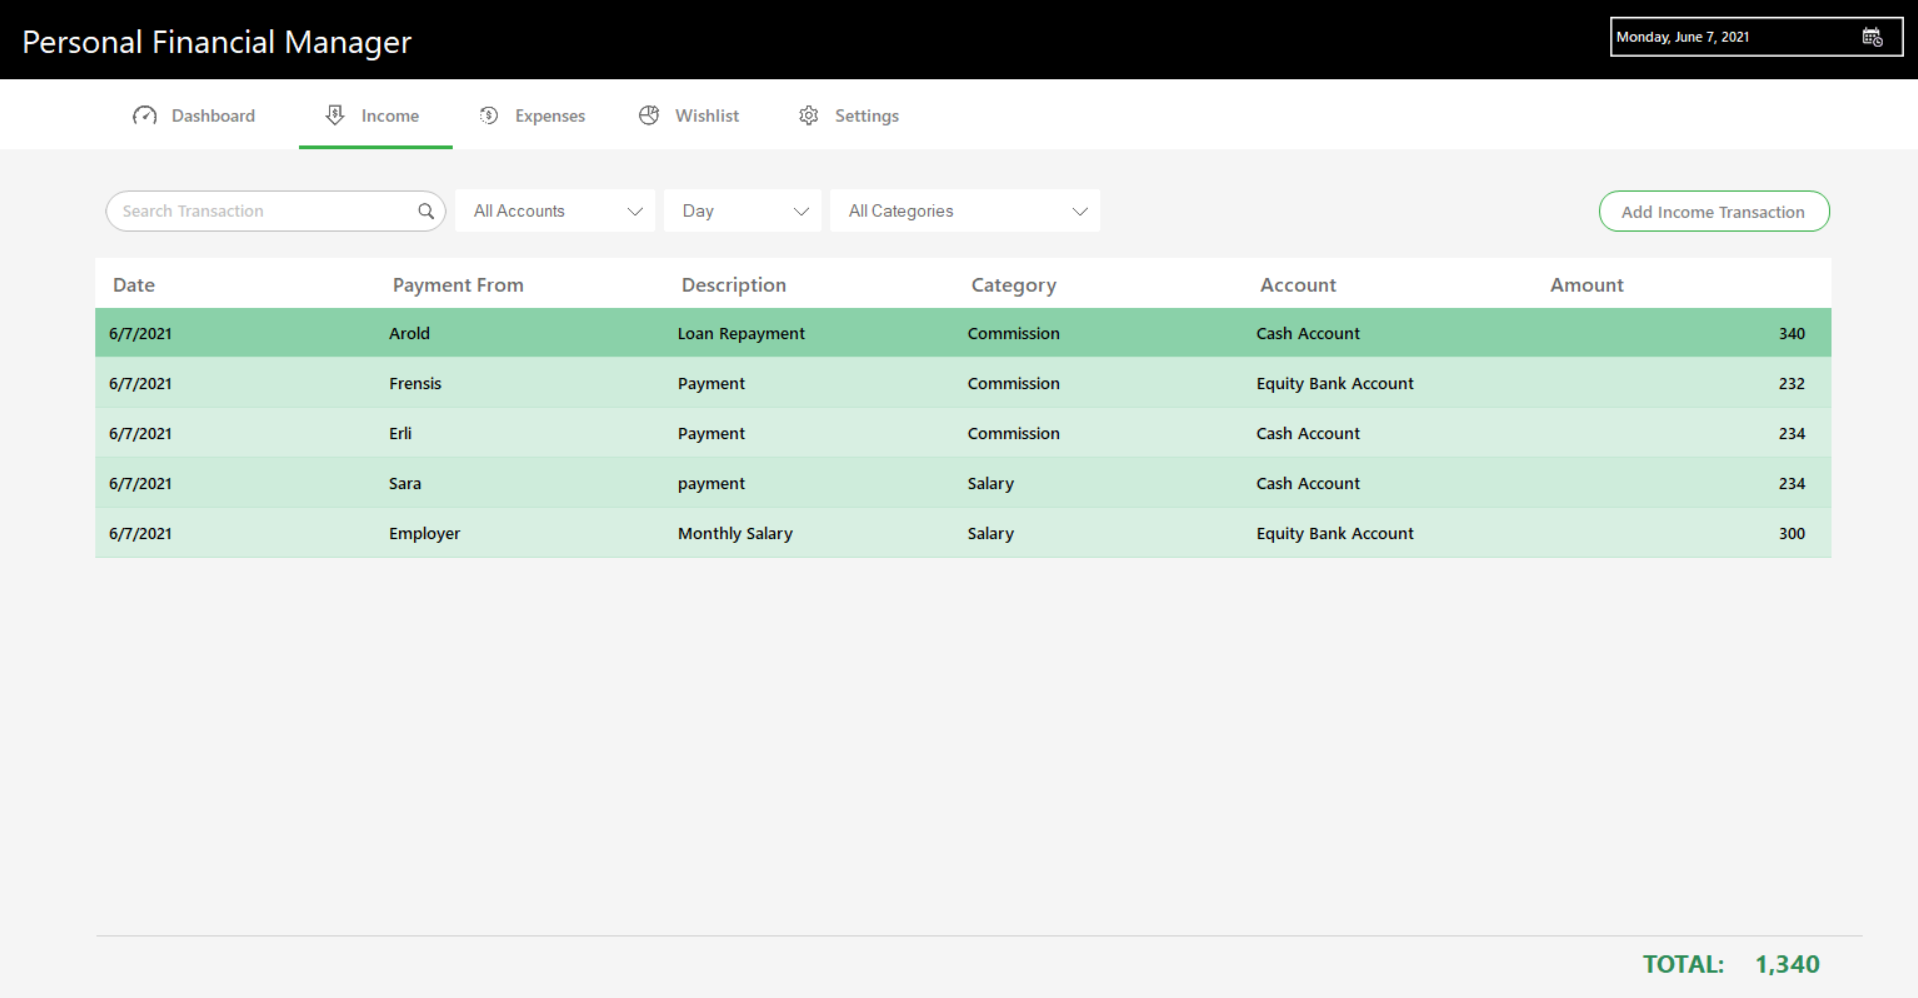 Personal Financial Manager
Monday, June 7, 2021
Dashboard Income Expenses Wishlist Settings
Search Transaction All Accounts Day All Categories Add Income Transaction
Date Payment From Description Category Account Amount
6/7/2021 Arold Loan Repayment Commission Cash Account 340
6/7/2021 Frensis Payment Commission Equity Bank Account 232
6/7/2021 Erli Payment Commission Cash Account 234
6/7/2021 Sara payment Salary Cash Account 234
6/7/2021 Employer Monthly Salary Salary Equity Bank Account 300
TOTAL: 1,340